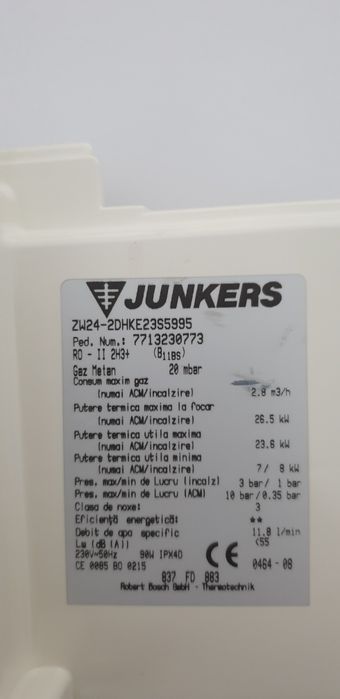 JUNKERS
ZW24-2DHKE23S5995
Ped. Num.: 7713230773
RO - II 2H3+ (B11BS)
Gaz Metan 20 mbar
Consum maxim gaz
(numai ACM/incalzire) 2.8 m3/h
Putere termica maxima la focar
(numai ACM/incalzire) 26.5 kW
Putere termica utila maxima
(numai ACM/incalzire) 23.6 kW
Putere termica utila minima
(numai ACM/incalzire) 7/ 8 kW
Pres. max/min de Lucru (incalz) 3 bar/ 1 bar
Pres. max/min de Lucru (ACM) 10 bar/0.35 bar
Clasa de noxe: 3
Eficiență energetică: **
Debit de apa specific 11.8 l/min
Lw (dB (A)) <55
230V~50Hz 90W IPX4D
CE 0085 BO 0215 CE 0464-08
837 FD 883
Robert Bosch GmbH - Thermotechnik